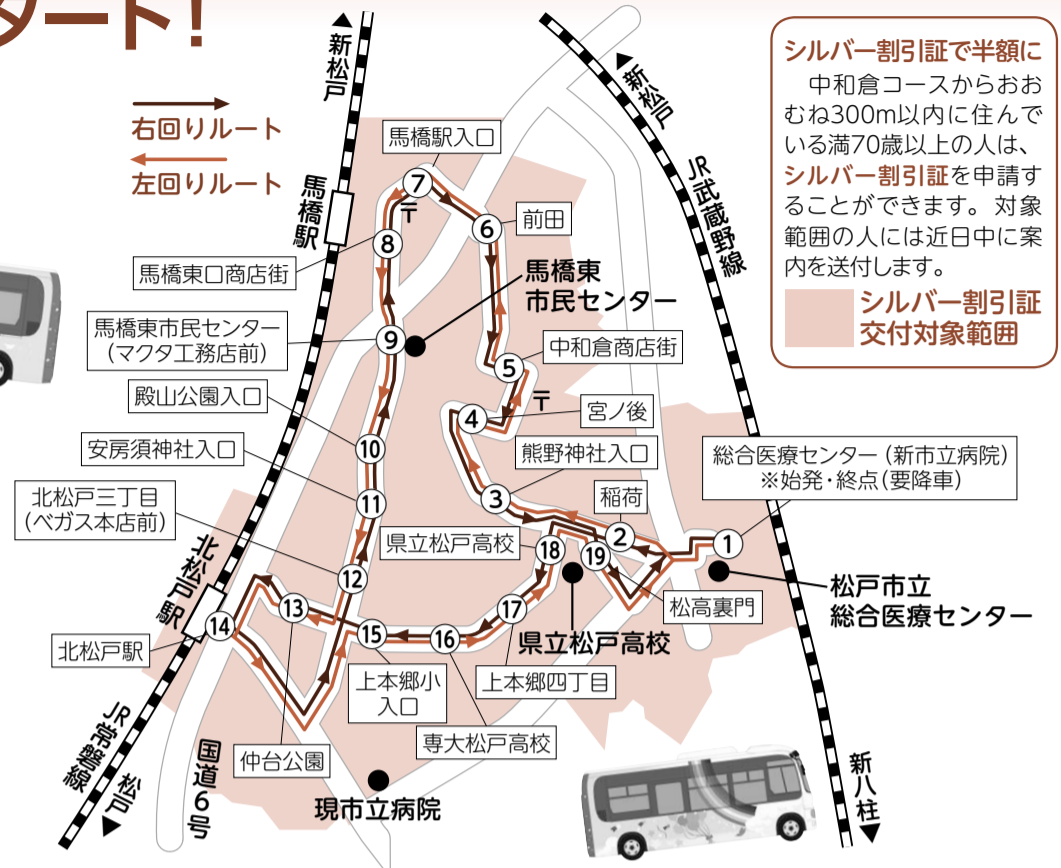 タート!
▲新松戸
▲新松戸
右回りルート
左回りルート
シルバー割引証で半額に
中和倉コースからおお
むね300m以内に住んで
いる満70歳以上の人は、
シルバー割引証を申請す
ることができます。対象
範囲の人には近日中に案
内を送付します。
シルバー割引証
交付対象範囲
JR武蔵野線
馬橋駅
馬橋駅入口
7
〒
6
前田
8
馬橋東口商店街
馬橋東
市民センター
馬橋東市民センター
(マクタ工務店前)
9
5
中和倉商店街
殿山公園入口
4
〒
宮ノ後
安房須神社入口
10
熊野神社入口
総合医療センター(新市立病院)
※始発・終点(要降車)
北松戸三丁目
(ベガス本店前)
11
3
稲荷
2
1
県立松戸高校
18
19
北松戸駅
12
松高裏門
松戸市立
総合医療センター
13
17
14
15
16
県立松戸高校
北松戸駅
上本郷小
入口
上本郷四丁目
専大松戸高校
仲台公園
JR常磐線
松戸▼
国道6号
現市立病院
新八柱▼